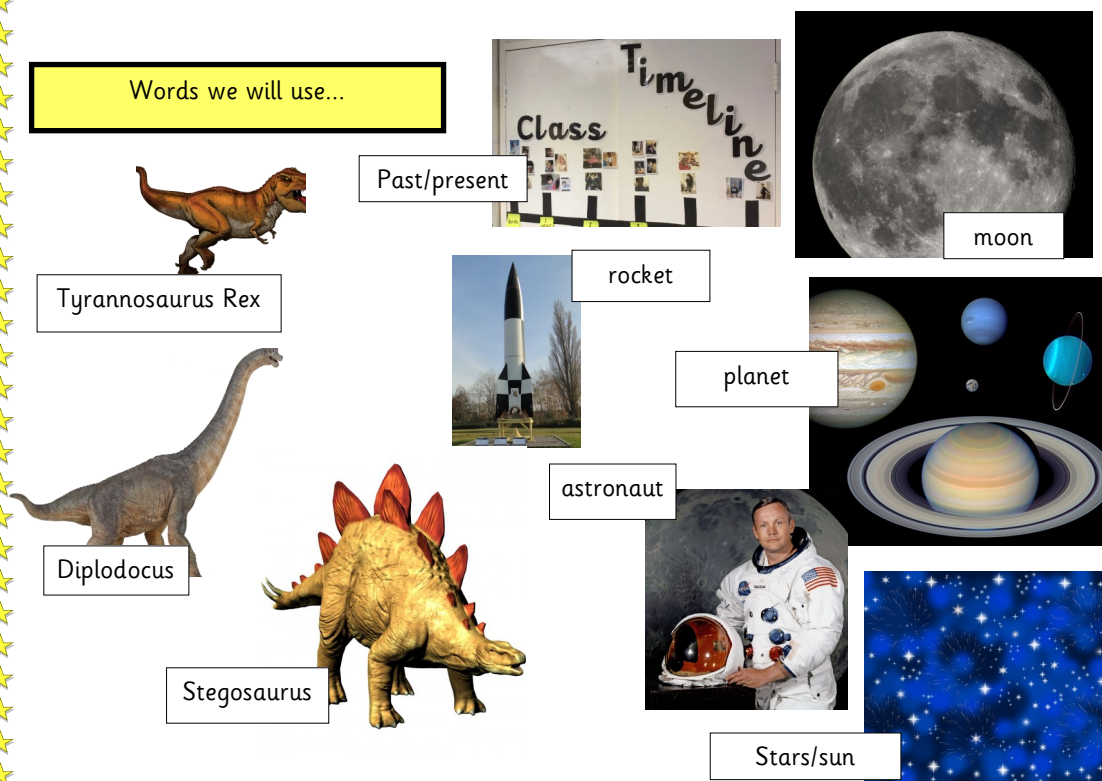 Words we will use...
Timeline
Class
Past/present
moon
Tyrannosaurus Rex
rocket
planet
Diplodocus
astronaut
Stegosaurus
Stars/sun